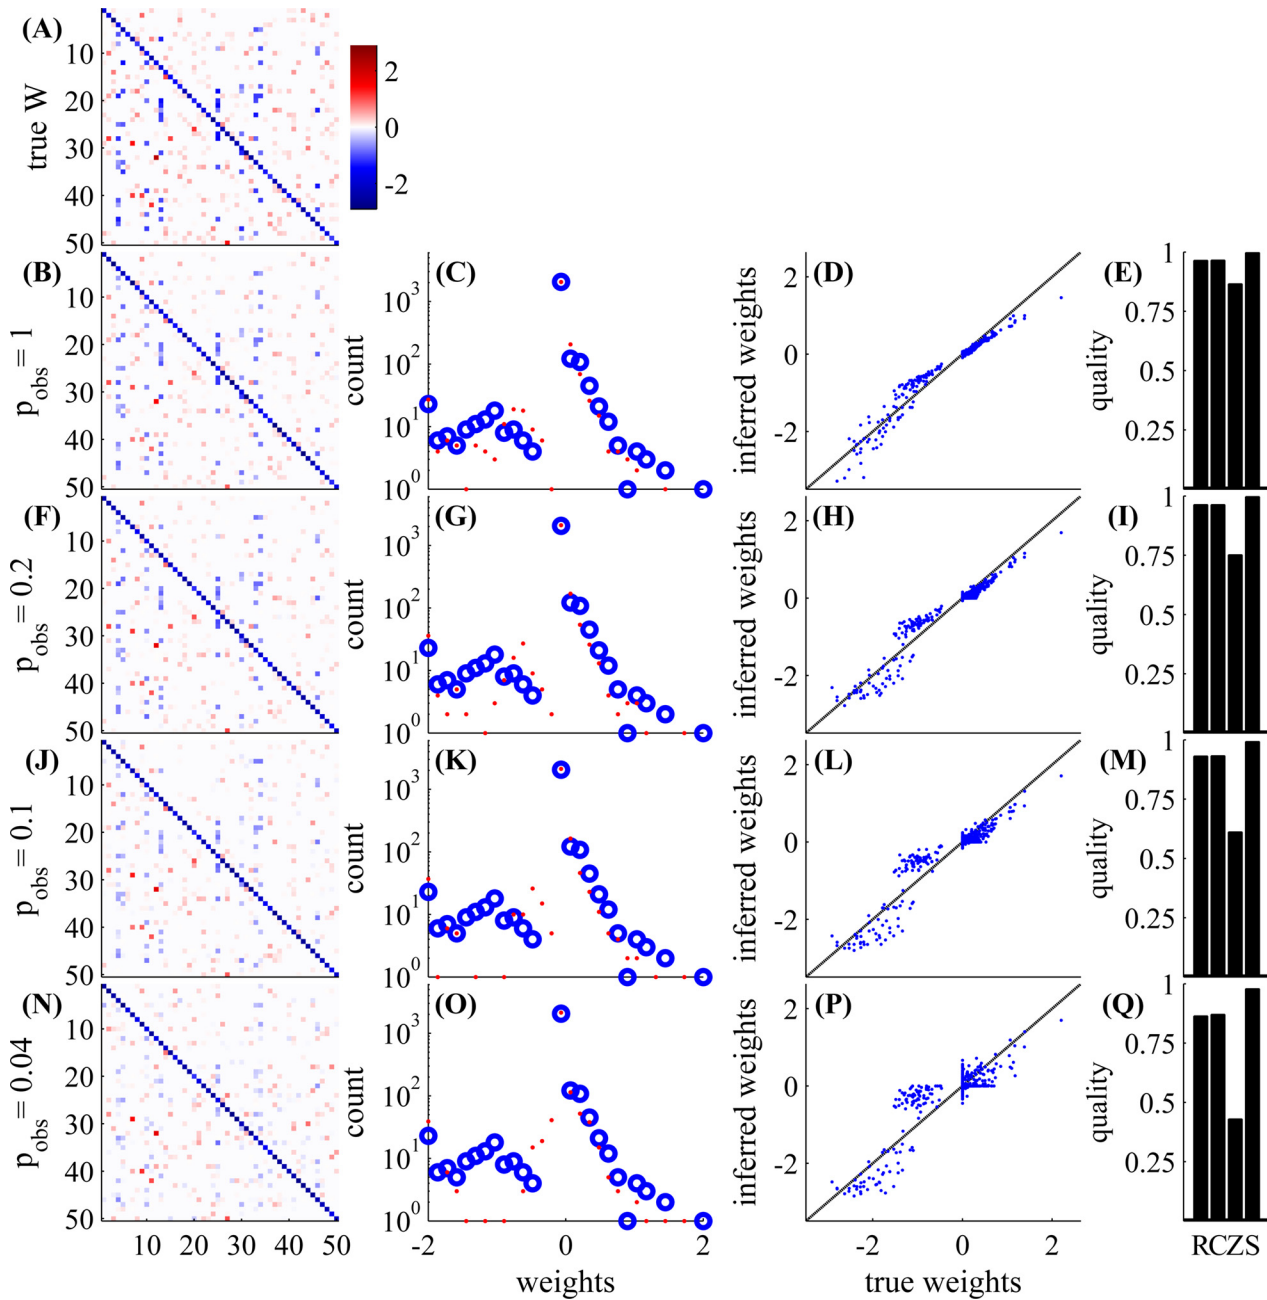 (A)
true W
10
20
30
40
50
2
0
-2
(B)
p_obs = 1
10
20
30
40
50
(C)
count
10^3
10^2
10^1
10^0
(D)
inferred weights
2
0
-2
(E)
quality
1
0.75
0.5
0.25
(F)
p_obs = 0.2
10
20
30
40
50
(G)
count
10^3
10^2
10^1
10^0
(H)
inferred weights
2
0
-2
(I)
quality
1
0.75
0.5
0.25
(J)
p_obs = 0.1
10
20
30
40
50
(K)
count
10^3
10^2
10^1
10^0
(L)
inferred weights
2
0
-2
(M)
quality
1
0.75
0.5
0.25
(N)
p_obs = 0.04
10
20
30
40
50
10 20 30 40 50
(O)
count
10^3
10^2
10^1
10^0
-2 0 2
weights
(P)
inferred weights
2
0
-2
-2 0 2
true weights
(Q)
quality
1
0.75
0.5
0.25
RCZS